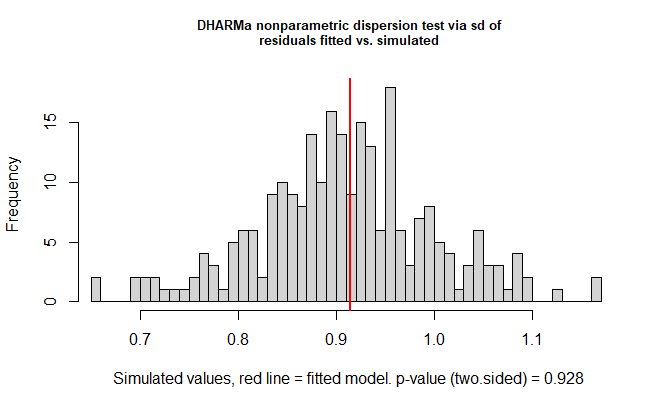 DHARMa nonparametric dispersion test via sd of
residuals fitted vs. simulated
Frequency
15
10
5
0
0.7 0.8 0.9 1.0 1.1
Simulated values, red line = fitted model. p-value (two.sided) = 0.928